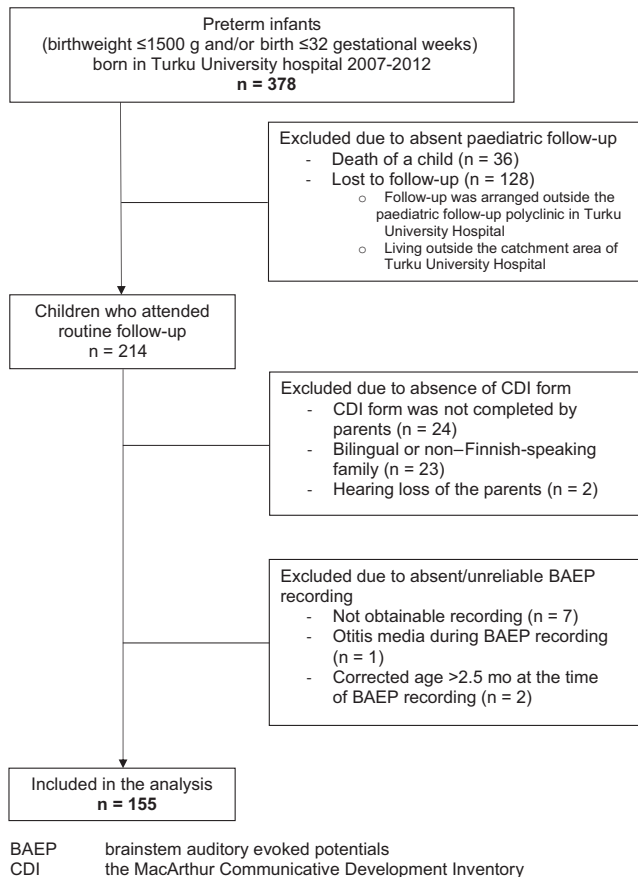 Preterm infants
(birthweight ≤1500 g and/or birth ≤32 gestational weeks)
born in Turku University hospital 2007-2012
n = 378
Excluded due to absent paediatric follow-up
- Death of a child (n = 36)
- Lost to follow-up (n = 128)
o Follow-up was arranged outside the
paediatric follow-up polyclinic in Turku
University Hospital
o Living outside the catchment area of
Turku University Hospital
Children who attended
routine follow-up
n = 214
Excluded due to absence of CDI form
- CDI form was not completed by
parents (n = 24)
- Bilingual or non–Finnish-speaking
family (n = 23)
- Hearing loss of the parents (n = 2)
Excluded due to absent/unreliable BAEP
recording
- Not obtainable recording (n = 7)
- Otitis media during BAEP recording
(n = 1)
- Corrected age >2.5 mo at the time
of BAEP recording (n = 2)
Included in the analysis
n = 155
BAEP brainstem auditory evoked potentials
CDI the MacArthur Communicative Development Inventory